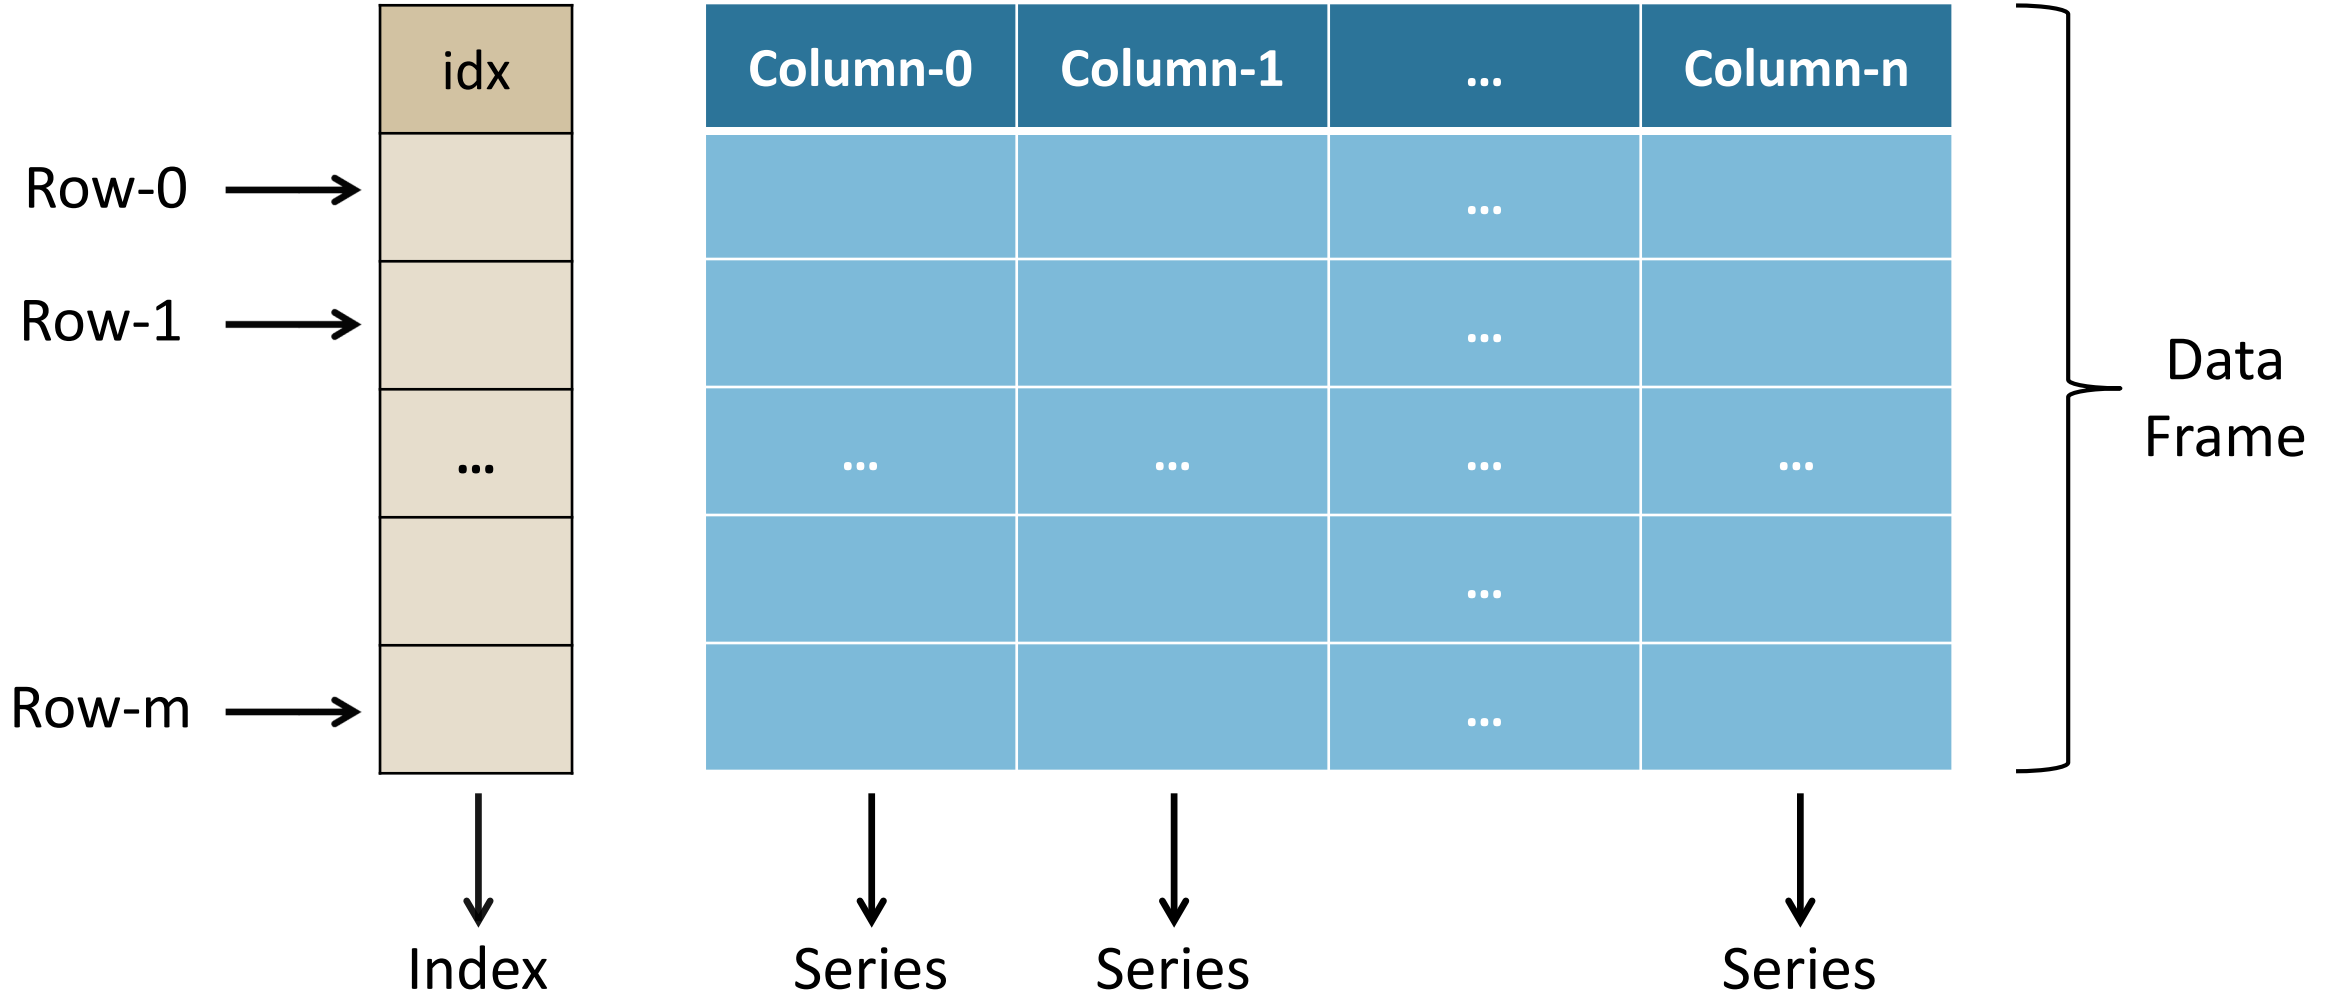 idx
Column-0 Column-1 ... Column-n
Row-0 ...
Row-1 ...
... ... ... ... ...
...
Row-m ...
Data
Frame
Index Series Series Series